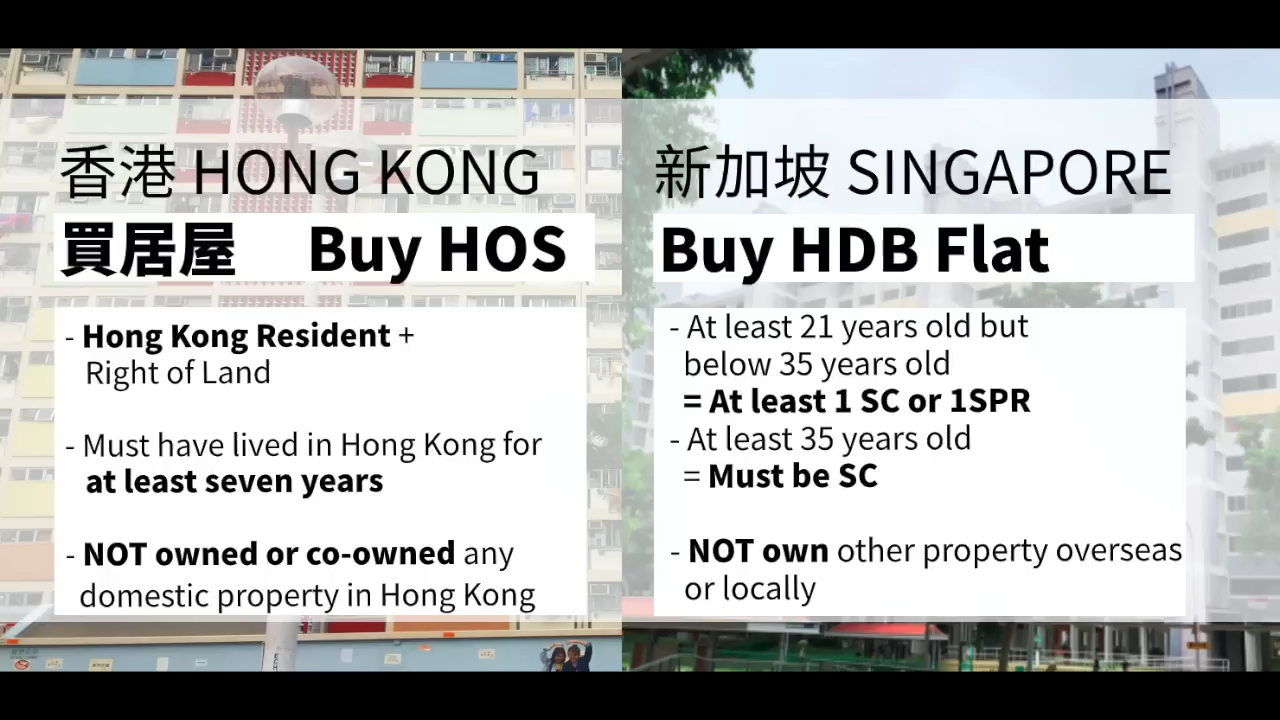 香港 HONG KONG
買居屋 Buy HOS
- Hong Kong Resident +
Right of Land
- Must have lived in Hong Kong for
at least seven years
- NOT owned or co-owned any
domestic property in Hong Kong
新加坡 SINGAPORE
Buy HDB Flat
- At least 21 years old but
below 35 years old
= At least 1 SC or 1SPR
- At least 35 years old
= Must be SC
- NOT own other property overseas
or locally